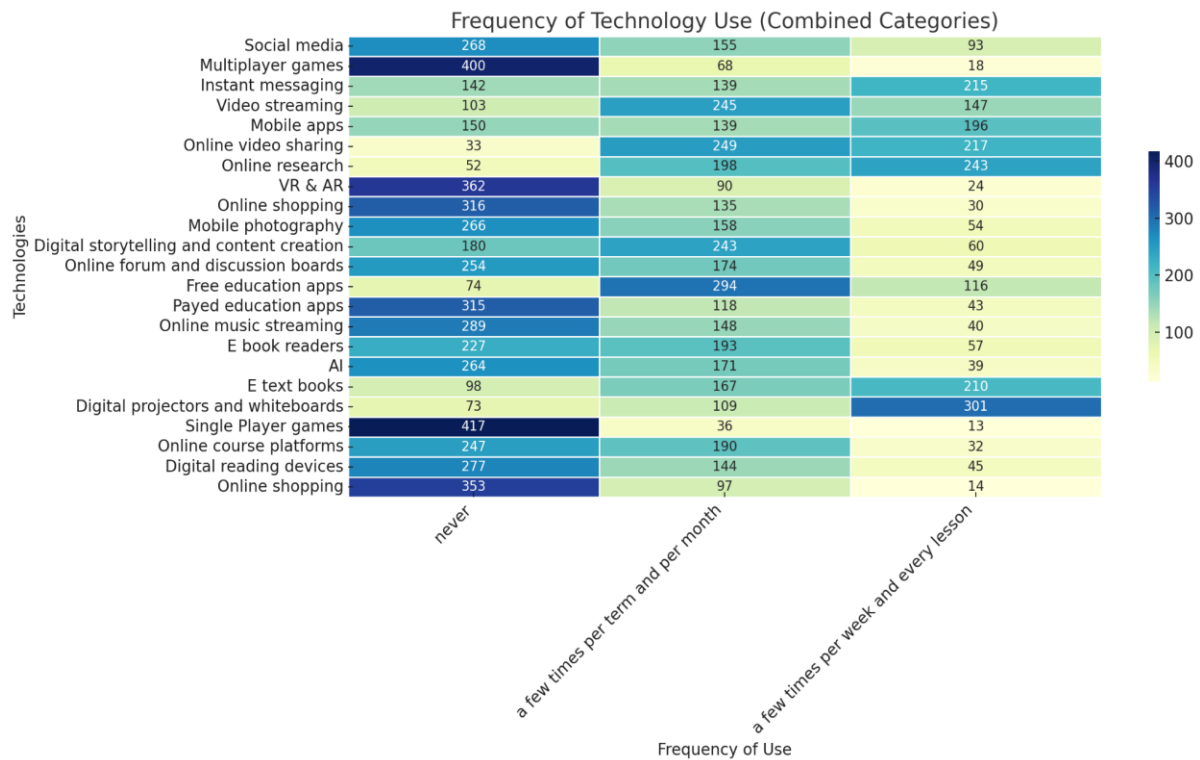 Frequency of Technology Use (Combined Categories)
Social media 268 155 93
Multiplayer games 400 68 18
Instant messaging 142 139 215
Video streaming 103 245 147
Mobile apps 150 139 196
Online video sharing 33 249 217
Online research 52 198 243
VR & AR 362 90 24
Online shopping 316 135 30
Mobile photography 266 158 54
Digital storytelling and content creation 180 243 60
Online forum and discussion boards 254 174 49
Free education apps 74 294 116
Payed education apps 315 118 43
Online music streaming 289 148 40
E book readers 227 193 57
AI 264 171 39
E text books 98 167 210
Digital projectors and whiteboards 73 109 301
Single Player games 417 36 13
Online course platforms 247 190 32
Digital reading devices 277 144 45
Online shopping 353 97 14
Technologies
never
a few times per term and per month
a few times per week and every lesson
Frequency of Use
400
300
200
100